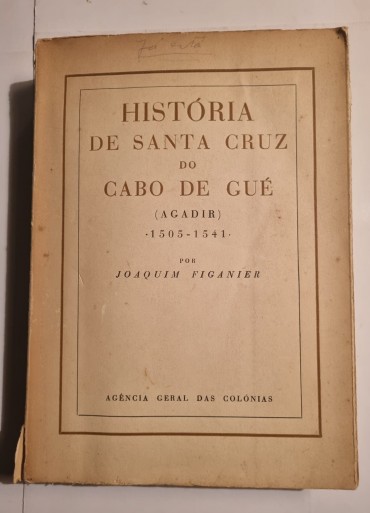 HISTÓRIA
DE SANTA CRUZ
DO
CABO DE GUÉ
(AGADIR)
·1505-1541·
POR
JOAQUIM FIGANIER
AGÊNCIA GERAL DAS COLÓNIAS